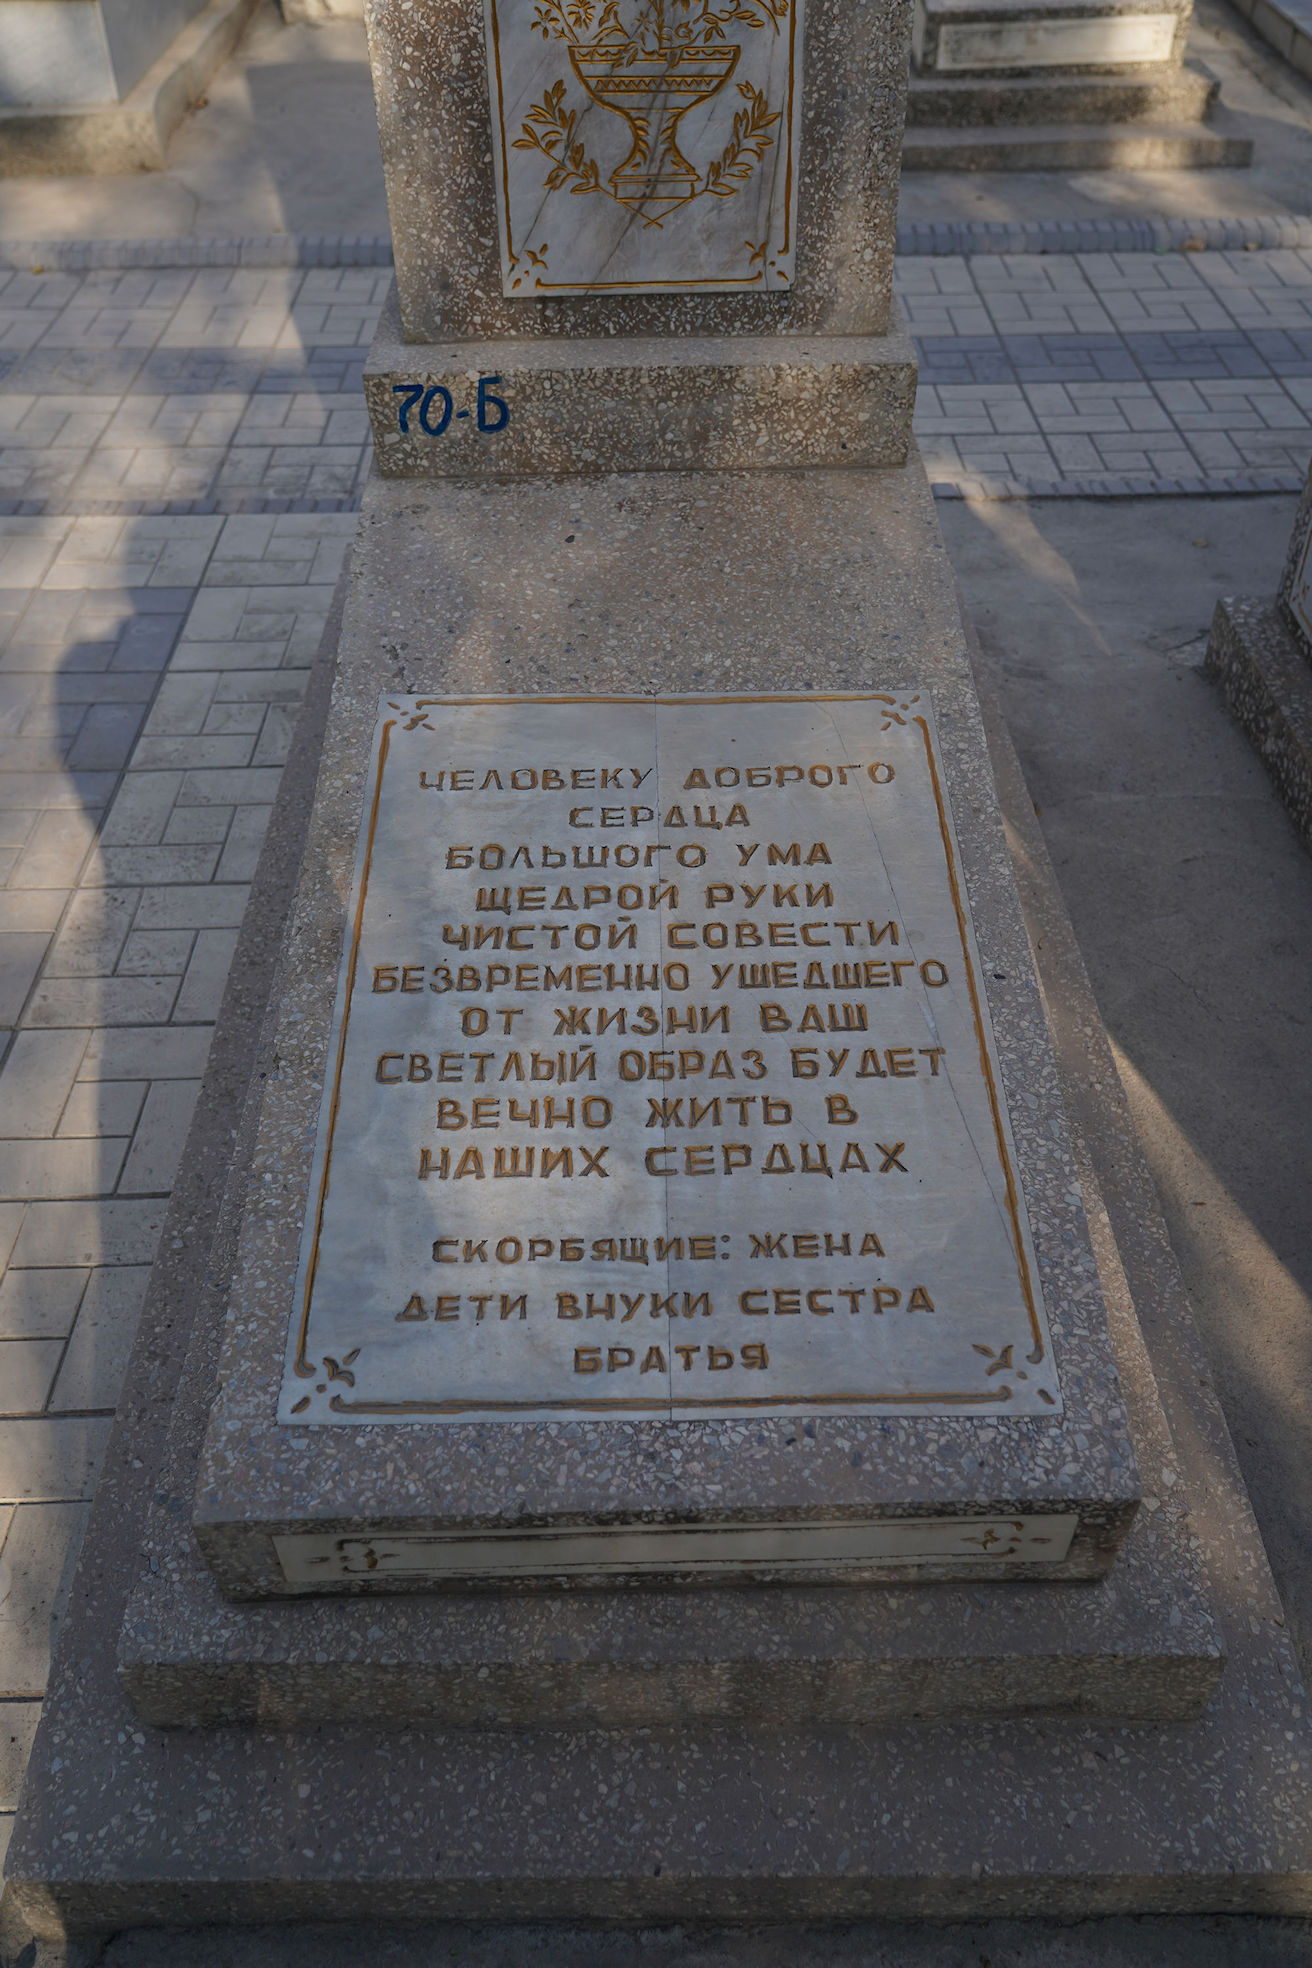 70-Б
ЧЕЛОВЕКУ ДОБРОГО
СЕРДЦА
БОЛЬШОГО УМА
ЩЕДРОЙ РУКИ
ЧИСТОЙ СОВЕСТИ
БЕЗВРЕМЕННО УШЕДШЕГО
ОТ ЖИЗНИ ВАШ
СВЕТЛЫЙ ОБРАЗ БУДЕТ
ВЕЧНО ЖИТЬ В
НАШИХ СЕРДЦАХ
СКОРБЯЩИЕ: ЖЕНА
ДЕТИ ВНУКИ СЕСТРА
БРАТЬЯ